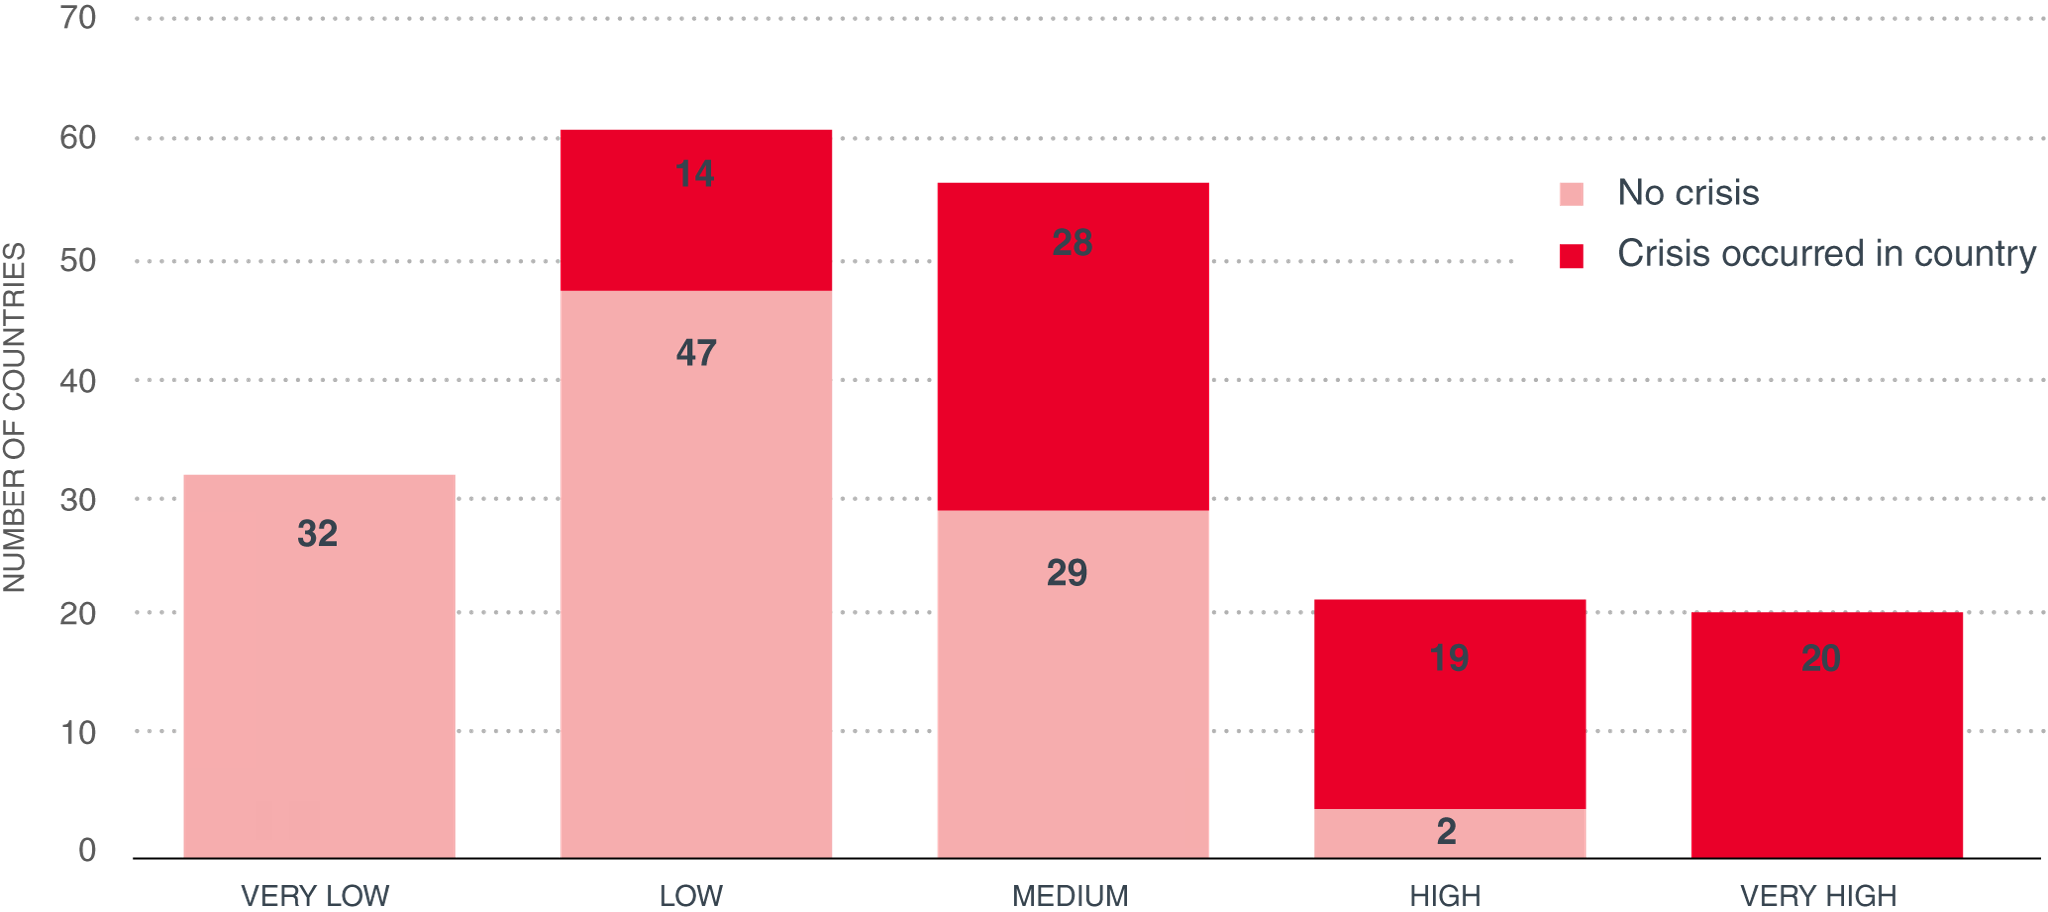 70
60
50
40
30
20
10
0
NUMBER OF COUNTRIES
No crisis
Crisis occurred in country
32
14
47
28
29
19
2
20
VERY LOW
LOW
MEDIUM
HIGH
VERY HIGH